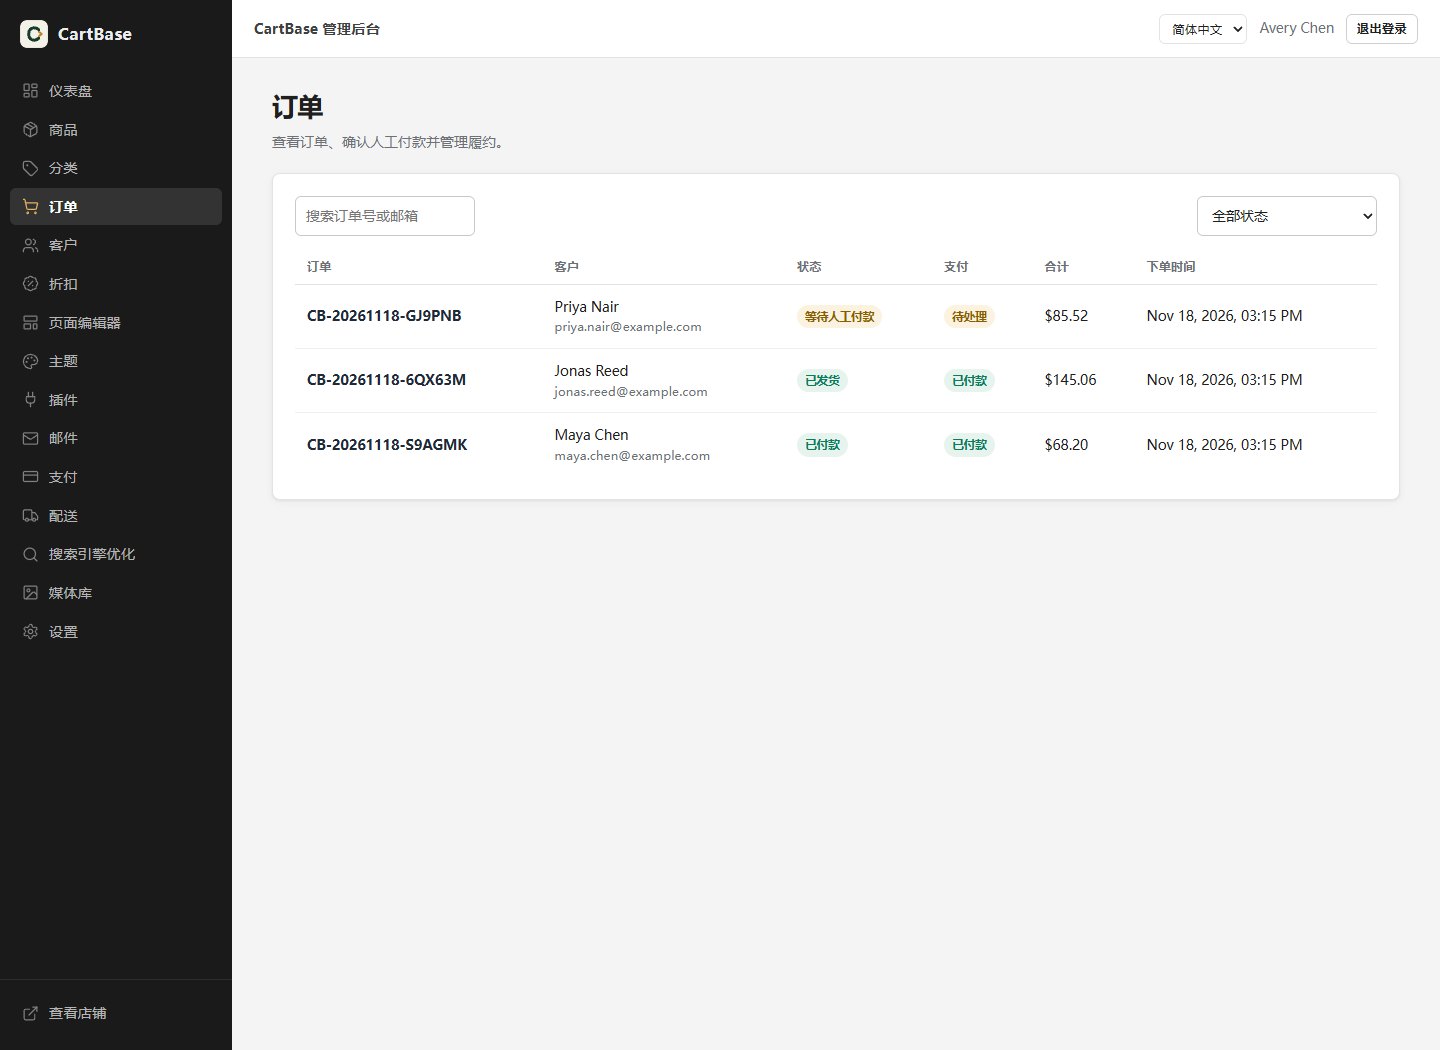 CartBase
仪表盘
商品
分类
订单
客户
折扣
页面编辑器
主题
插件
邮件
支付
配送
搜索引擎优化
媒体库
设置
查看店铺
CartBase 管理后台
简体中文
Avery Chen
退出登录
订单
查看订单、确认人工付款并管理履约。
搜索订单号或邮箱
全部状态
订单 客户 状态 支付 合计 下单时间
CB-20261118-GJ9PNB Priya Nair 等待人工付款 待处理 $85.52 Nov 18, 2026, 03:15 PM
priya.nair@example.com
CB-20261118-6QX63M Jonas Reed 已发货 已付款 $145.06 Nov 18, 2026, 03:15 PM
jonas.reed@example.com
CB-20261118-S9AGMK Maya Chen 已付款 已付款 $68.20 Nov 18, 2026, 03:15 PM
maya.chen@example.com